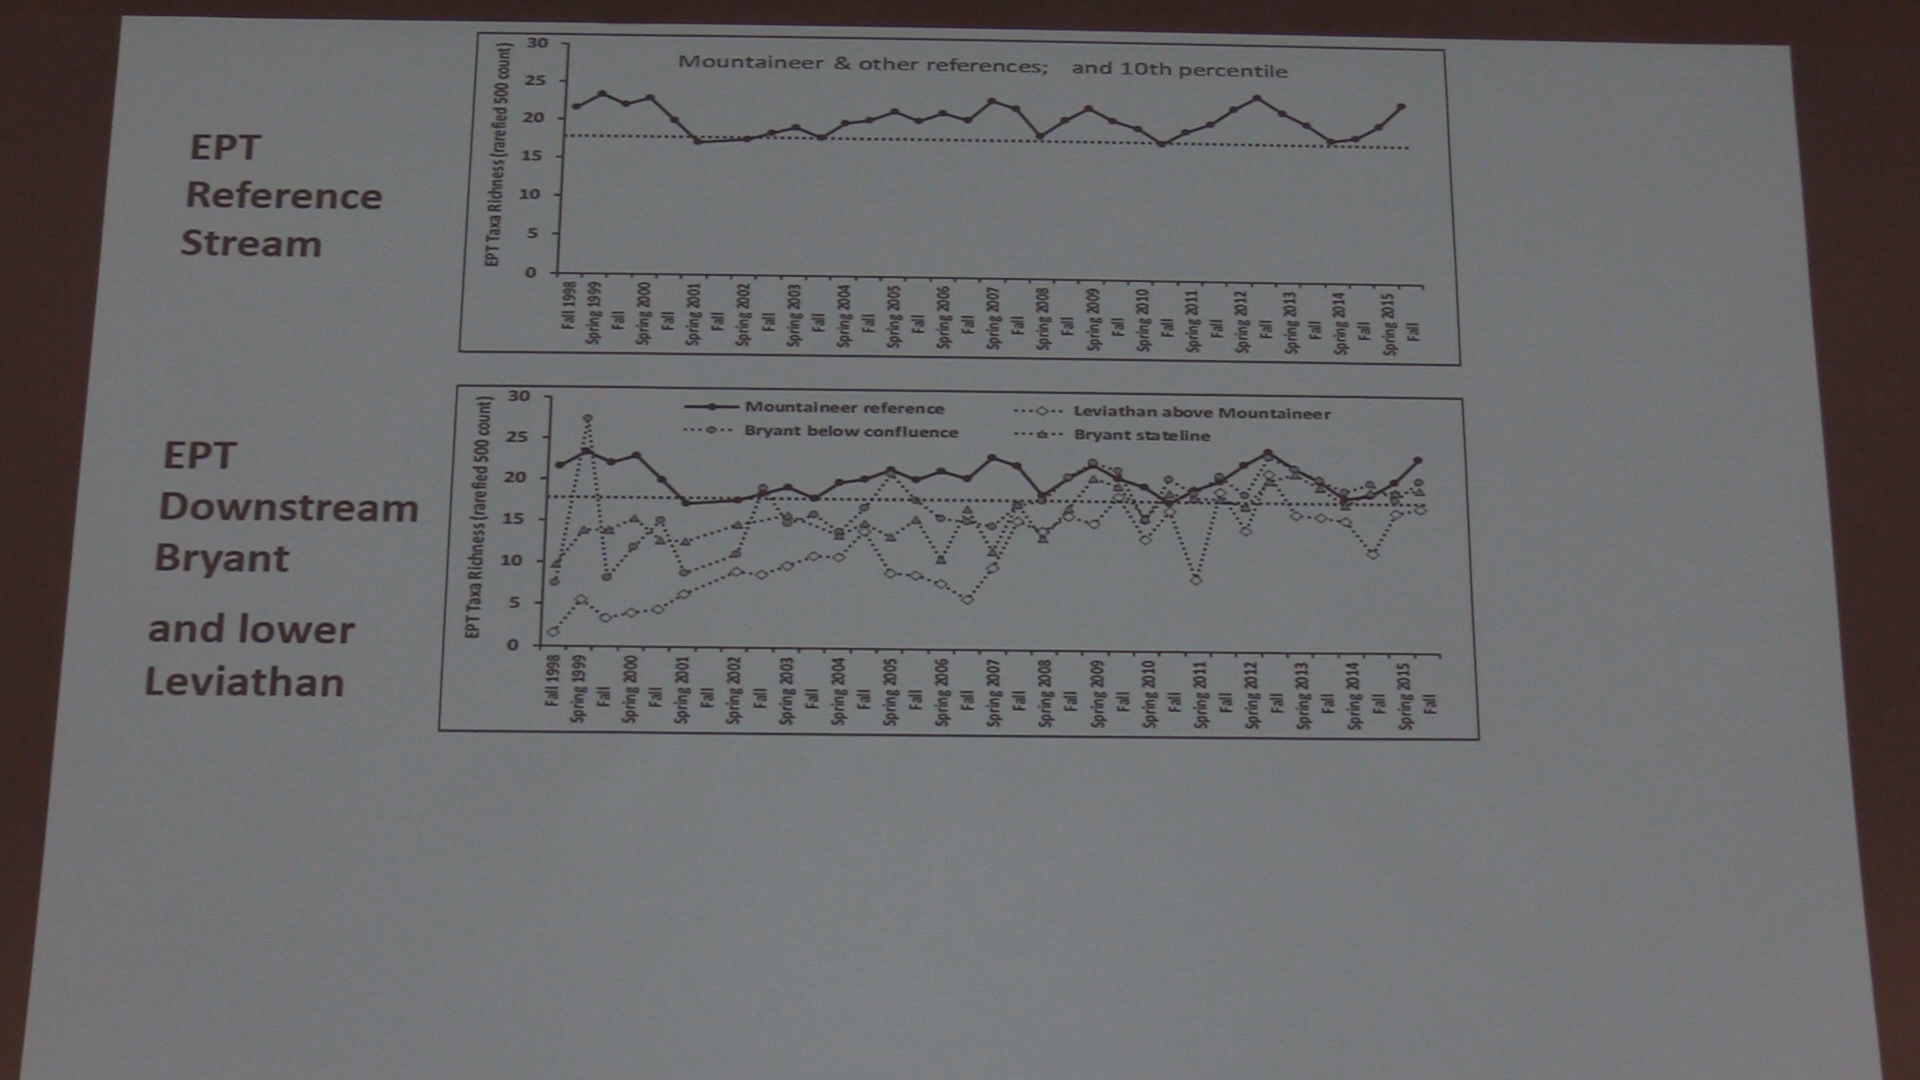 EPT
Reference
Stream
EPT Taxa Richness (rarefied 500 count)
Mountaineer & other references; and 10th percentile
30
25
20
15
10
5
0
Fall 1998
Spring 1999
Fall
Spring 2000
Fall
Spring 2001
Fall
Spring 2002
Fall
Spring 2003
Fall
Spring 2004
Fall
Spring 2005
Fall
Spring 2006
Fall
Spring 2007
Fall
Spring 2008
Fall
Spring 2009
Fall
Spring 2010
Fall
Spring 2011
Fall
Spring 2012
Fall
Spring 2013
Fall
Spring 2014
Fall
Spring 2015
Fall
EPT
Downstream
Bryant
and lower
Leviathan
EPT Taxa Richness (rarefied 500 count)
Mountaineer reference
Leviathan above Mountaineer
Bryant below confluence
Bryant stateline
30
25
20
15
10
5
0
Fall 1998
Spring 1999
Fall
Spring 2000
Fall
Spring 2001
Fall
Spring 2002
Fall
Spring 2003
Fall
Spring 2004
Fall
Spring 2005
Fall
Spring 2006
Fall
Spring 2007
Fall
Spring 2008
Fall
Spring 2009
Fall
Spring 2010
Fall
Spring 2011
Fall
Spring 2012
Fall
Spring 2013
Fall
Spring 2014
Fall
Spring 2015
Fall